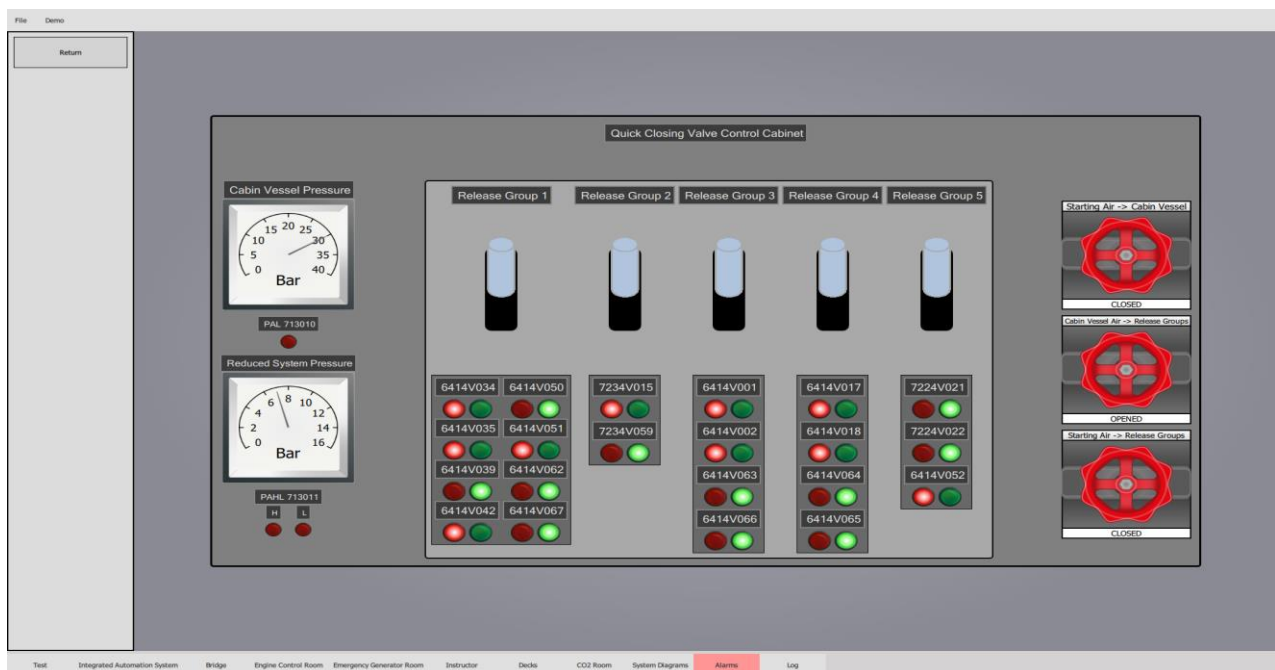 File Demo
Return
Quick Closing Valve Control Cabinet
Cabin Vessel Pressure
0 5 10 15 20 25 30 35 40
Bar
PAL 713010
Reduced System Pressure
0 2 4 6 8 10 12 14 16
Bar
PAHL 713011
H L
Release Group 1 Release Group 2 Release Group 3 Release Group 4 Release Group 5
6414V034 6414V050 7234V015 6414V001 6414V017 7224V021
6414V035 6414V051 7234V059 6414V002 6414V018 7224V022
6414V039 6414V062 6414V063 6414V064 6414V052
6414V042 6414V067 6414V066 6414V065
Starting Air -> Cabin Vessel
CLOSED
Cabin Vessel Air -> Release Groups
OPENED
Starting Air -> Release Groups
CLOSED
Test Integrated Automation System Bridge Engine Control Room Emergency Generator Room Instructor Decks CO2 Room System Diagrams Alarms Log